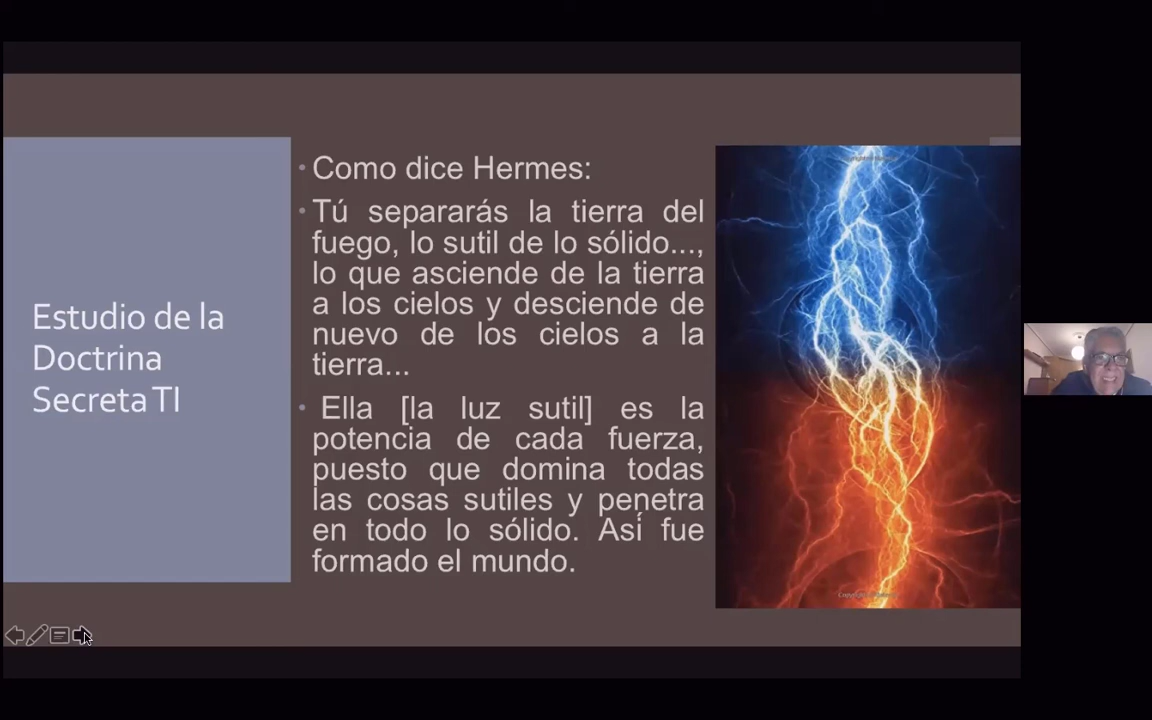 Estudio de la
Doctrina
Secreta TI
Como dice Hermes:
Tú separarás la tierra del
fuego, lo sutil de lo sólido...,
lo que asciende de la tierra
a los cielos y desciende de
nuevo de los cielos a la
tierra...
Ella [la luz sutil] es la
potencia de cada fuerza,
puesto que domina todas
las cosas sutiles y penetra
en todo lo sólido. Así fue
formado el mundo.